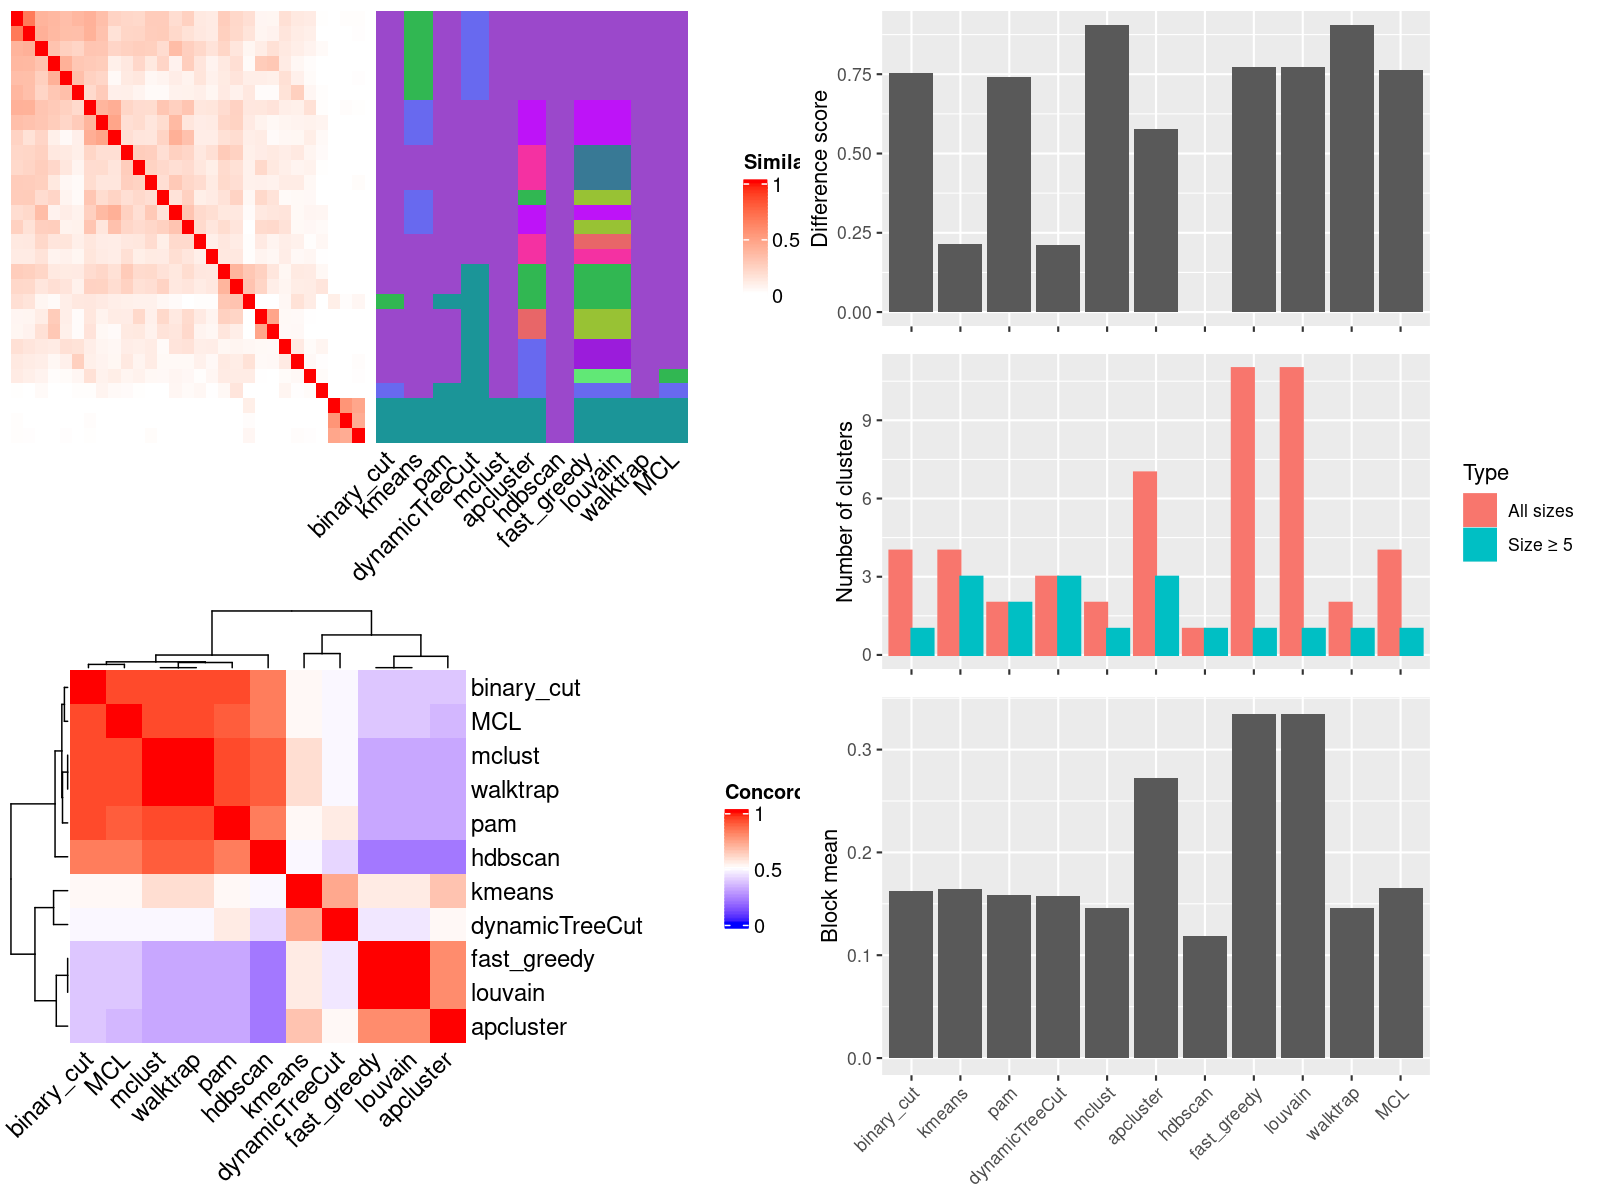 Simila
1
0.5
0
binary_cut
kmeans
pam
dynamicTreeCut
mclust
apcluster
hdbscan
fast_greedy
louvain
walktrap
MCL
binary_cut
MCL
mclust
walktrap
pam
hdbscan
kmeans
dynamicTreeCut
fast_greedy
louvain
apcluster
Concord
1
0.5
0
binary_cut
MCL
mclust
walktrap
pam
hdbscan
kmeans
dynamicTreeCut
fast_greedy
louvain
apcluster
Difference score
0.75
0.50
0.25
0.00
Number of clusters
9
6
3
0
Type
All sizes
Size ≥ 5
Block mean
0.3
0.2
0.1
0.0
binary_cut
kmeans
pam
dynamicTreeCut
mclust
apcluster
hdbscan
fast_greedy
louvain
walktrap
MCL